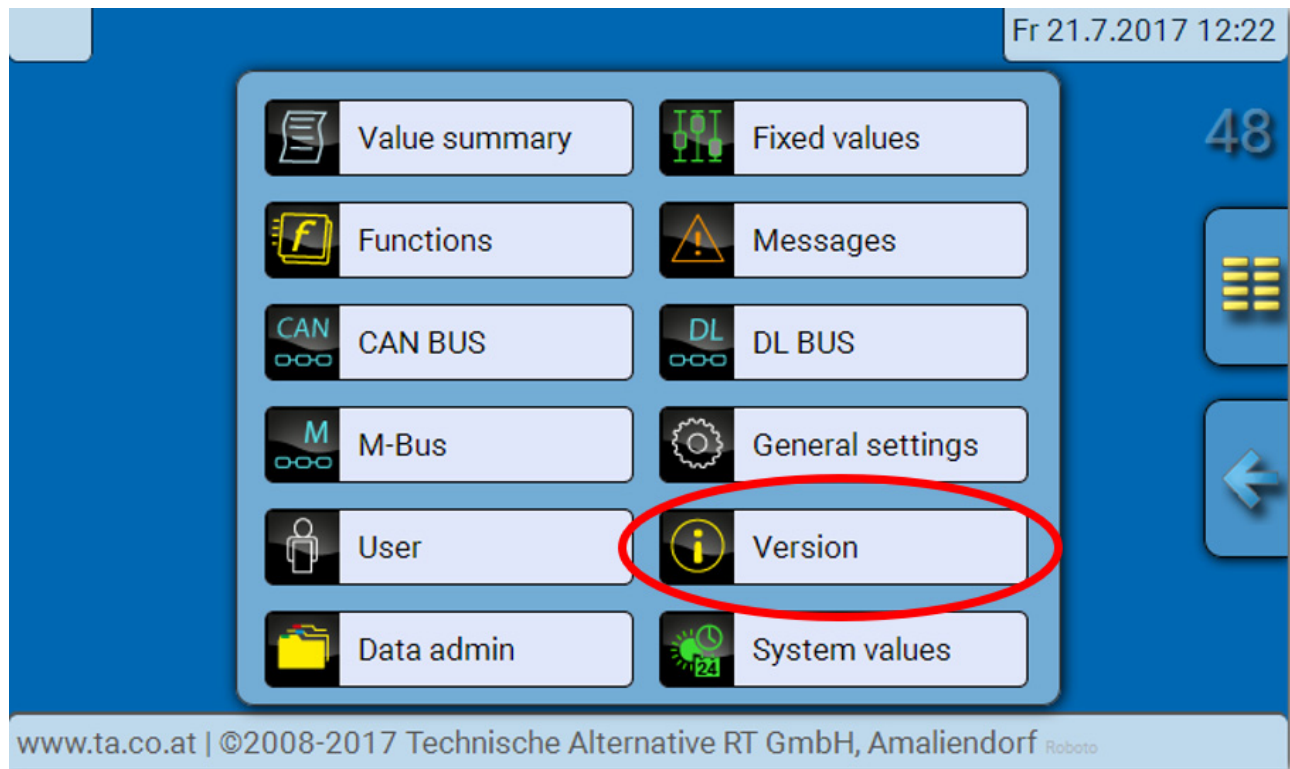 Fr 21.7.2017 12:22
48
Value summary
Fixed values
f Functions
Messages
CAN CAN BUS
DL DL BUS
M M-Bus
General settings
User
i Version
Data admin
24 System values
www.ta.co.at | ©2008-2017 Technische Alternative RT GmbH, Amaliendorf Roboto